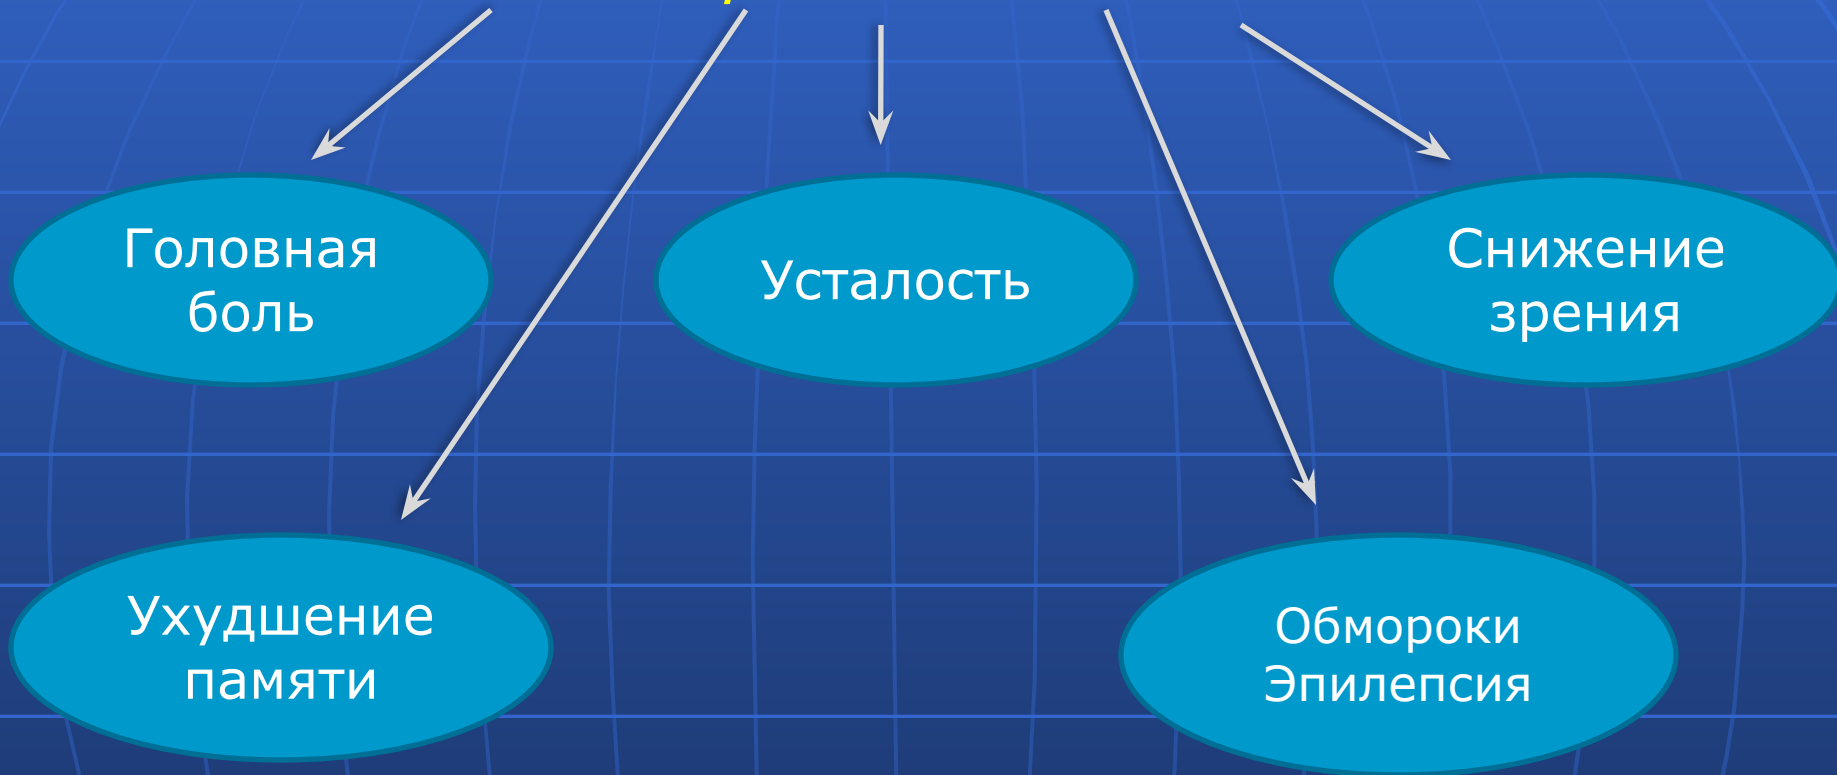 Головная
боль
Усталость
Снижение
зрения
Ухудшение
памяти
Обмороки
Эпилепсия